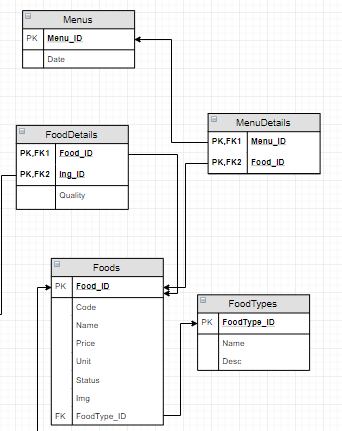 Menus
PK Menu_ID
Date
MenuDetails
PK,FK1 Menu_ID
PK,FK2 Food_ID
FoodDetails
PK,FK1 Food_ID
PK,FK2 Ing_ID
Quality
Foods
PK Food_ID
Code
Name
Price
Unit
Status
Img
FK FoodType_ID
FoodTypes
PK FoodType_ID
Name
Desc